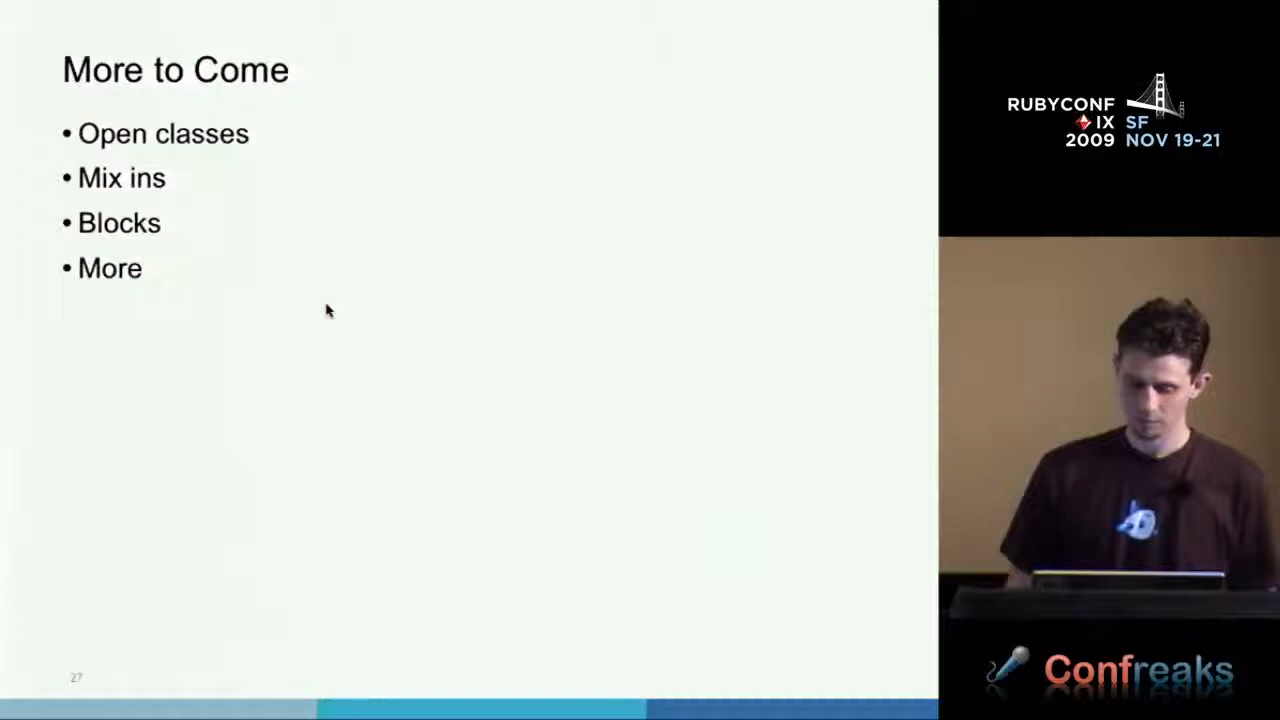 More to Come
• Open classes
• Mix ins
• Blocks
• More
27
RUBYCONF
IX SF
2009 NOV 19-21
Confreaks